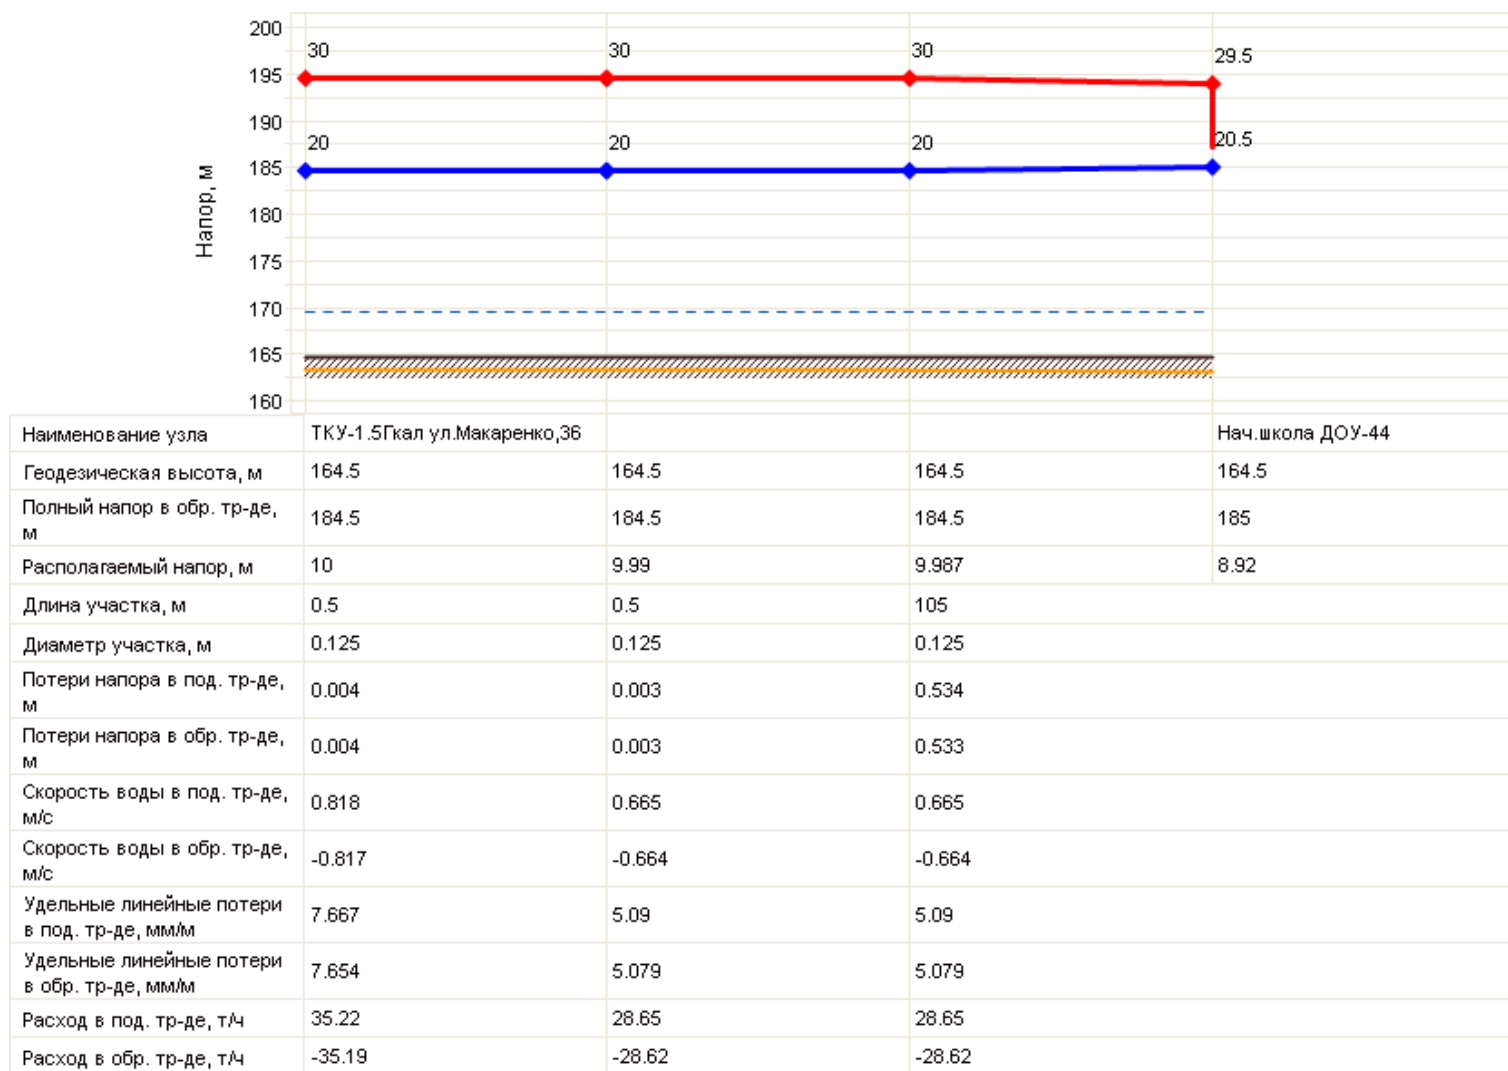 200
195
190
185
180
175
170
165
160
Напор, м
30 30 30 29.5
20 20 20 20.5
Наименование узла ТКУ-1.5Гкал ул.Макаренко,36 Нач.школа ДОУ-44
Геодезическая высота, м 164.5 164.5 164.5 164.5
Полный напор в обр. тр-де,
м 184.5 184.5 184.5 185
Располагаемый напор, м 10 9.99 9.987 8.92
Длина участка, м 0.5 0.5 105
Диаметр участка, м 0.125 0.125 0.125
Потери напора в под. тр-де,
м 0.004 0.003 0.534
Потери напора в обр. тр-де,
м 0.004 0.003 0.533
Скорость воды в под. тр-де,
м/с 0.818 0.665 0.665
Скорость воды в обр. тр-де,
м/с -0.817 -0.664 -0.664
Удельные линейные потери
в под. тр-де, мм/м 7.667 5.09 5.09
Удельные линейные потери
в обр. тр-де, мм/м 7.654 5.079 5.079
Расход в под. тр-де, т/ч 35.22 28.65 28.65
Расход в обр. тр-де, т/ч -35.19 -28.62 -28.62